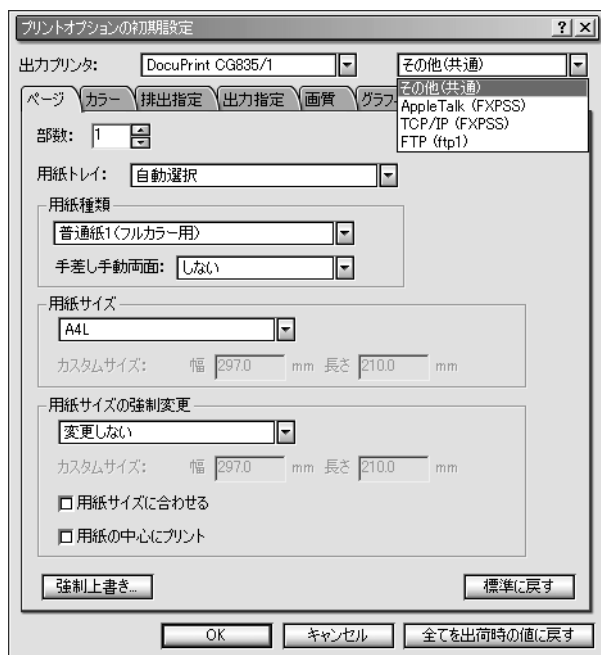 プリントオプションの初期設定
出力プリンタ: DocuPrint CG835/1 その他(共通)
その他(共通)
AppleTalk (FXPSS)
TCP/IP (FXPSS)
FTP (ftp1)
ページ カラー 排出指定 出力指定 画質 グラフ
部数: 1
用紙トレイ: 自動選択
用紙種類
普通紙1(フルカラー用)
手差し手動両面: しない
用紙サイズ
A4L
カスタムサイズ: 幅 297.0 mm 長さ 210.0 mm
用紙サイズの強制変更
変更しない
カスタムサイズ: 幅 297.0 mm 長さ 210.0 mm
用紙サイズに合わせる
用紙の中心にプリント
強制上書き... 標準に戻す
OK キャンセル 全てを出荷時の値に戻す